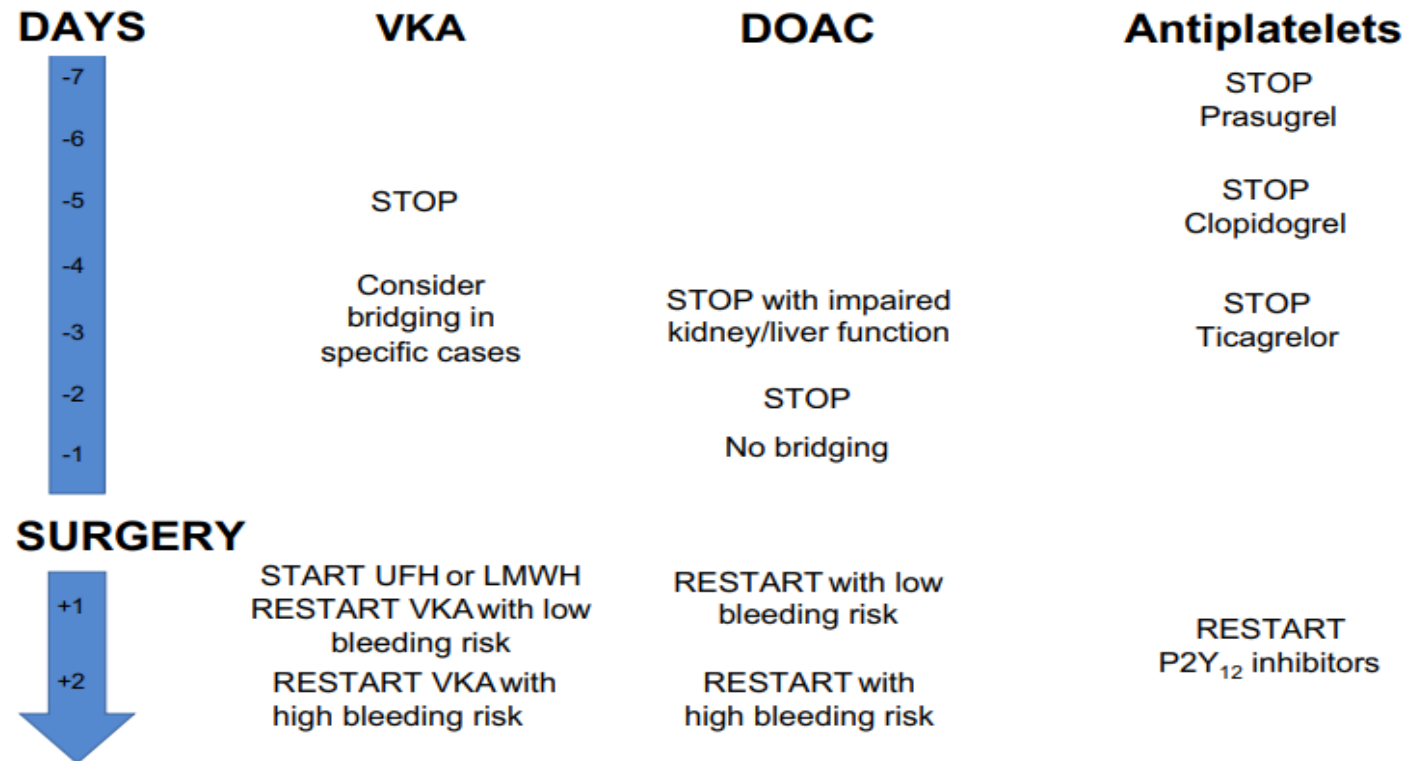 DAYS VKA DOAC Antiplatelets
-7
STOP
Prasugrel
-6
-5
STOP
STOP
Clopidogrel
-4
Consider
bridging in
specific cases
STOP with impaired
kidney/liver function
STOP
Ticagrelor
-3
-2
STOP
-1
No bridging
SURGERY
+1
START UFH or LMWH
RESTART VKA with low
bleeding risk
RESTART with low
bleeding risk
RESTART
P2Y12 inhibitors
+2
RESTART VKA with
high bleeding risk
RESTART with
high bleeding risk